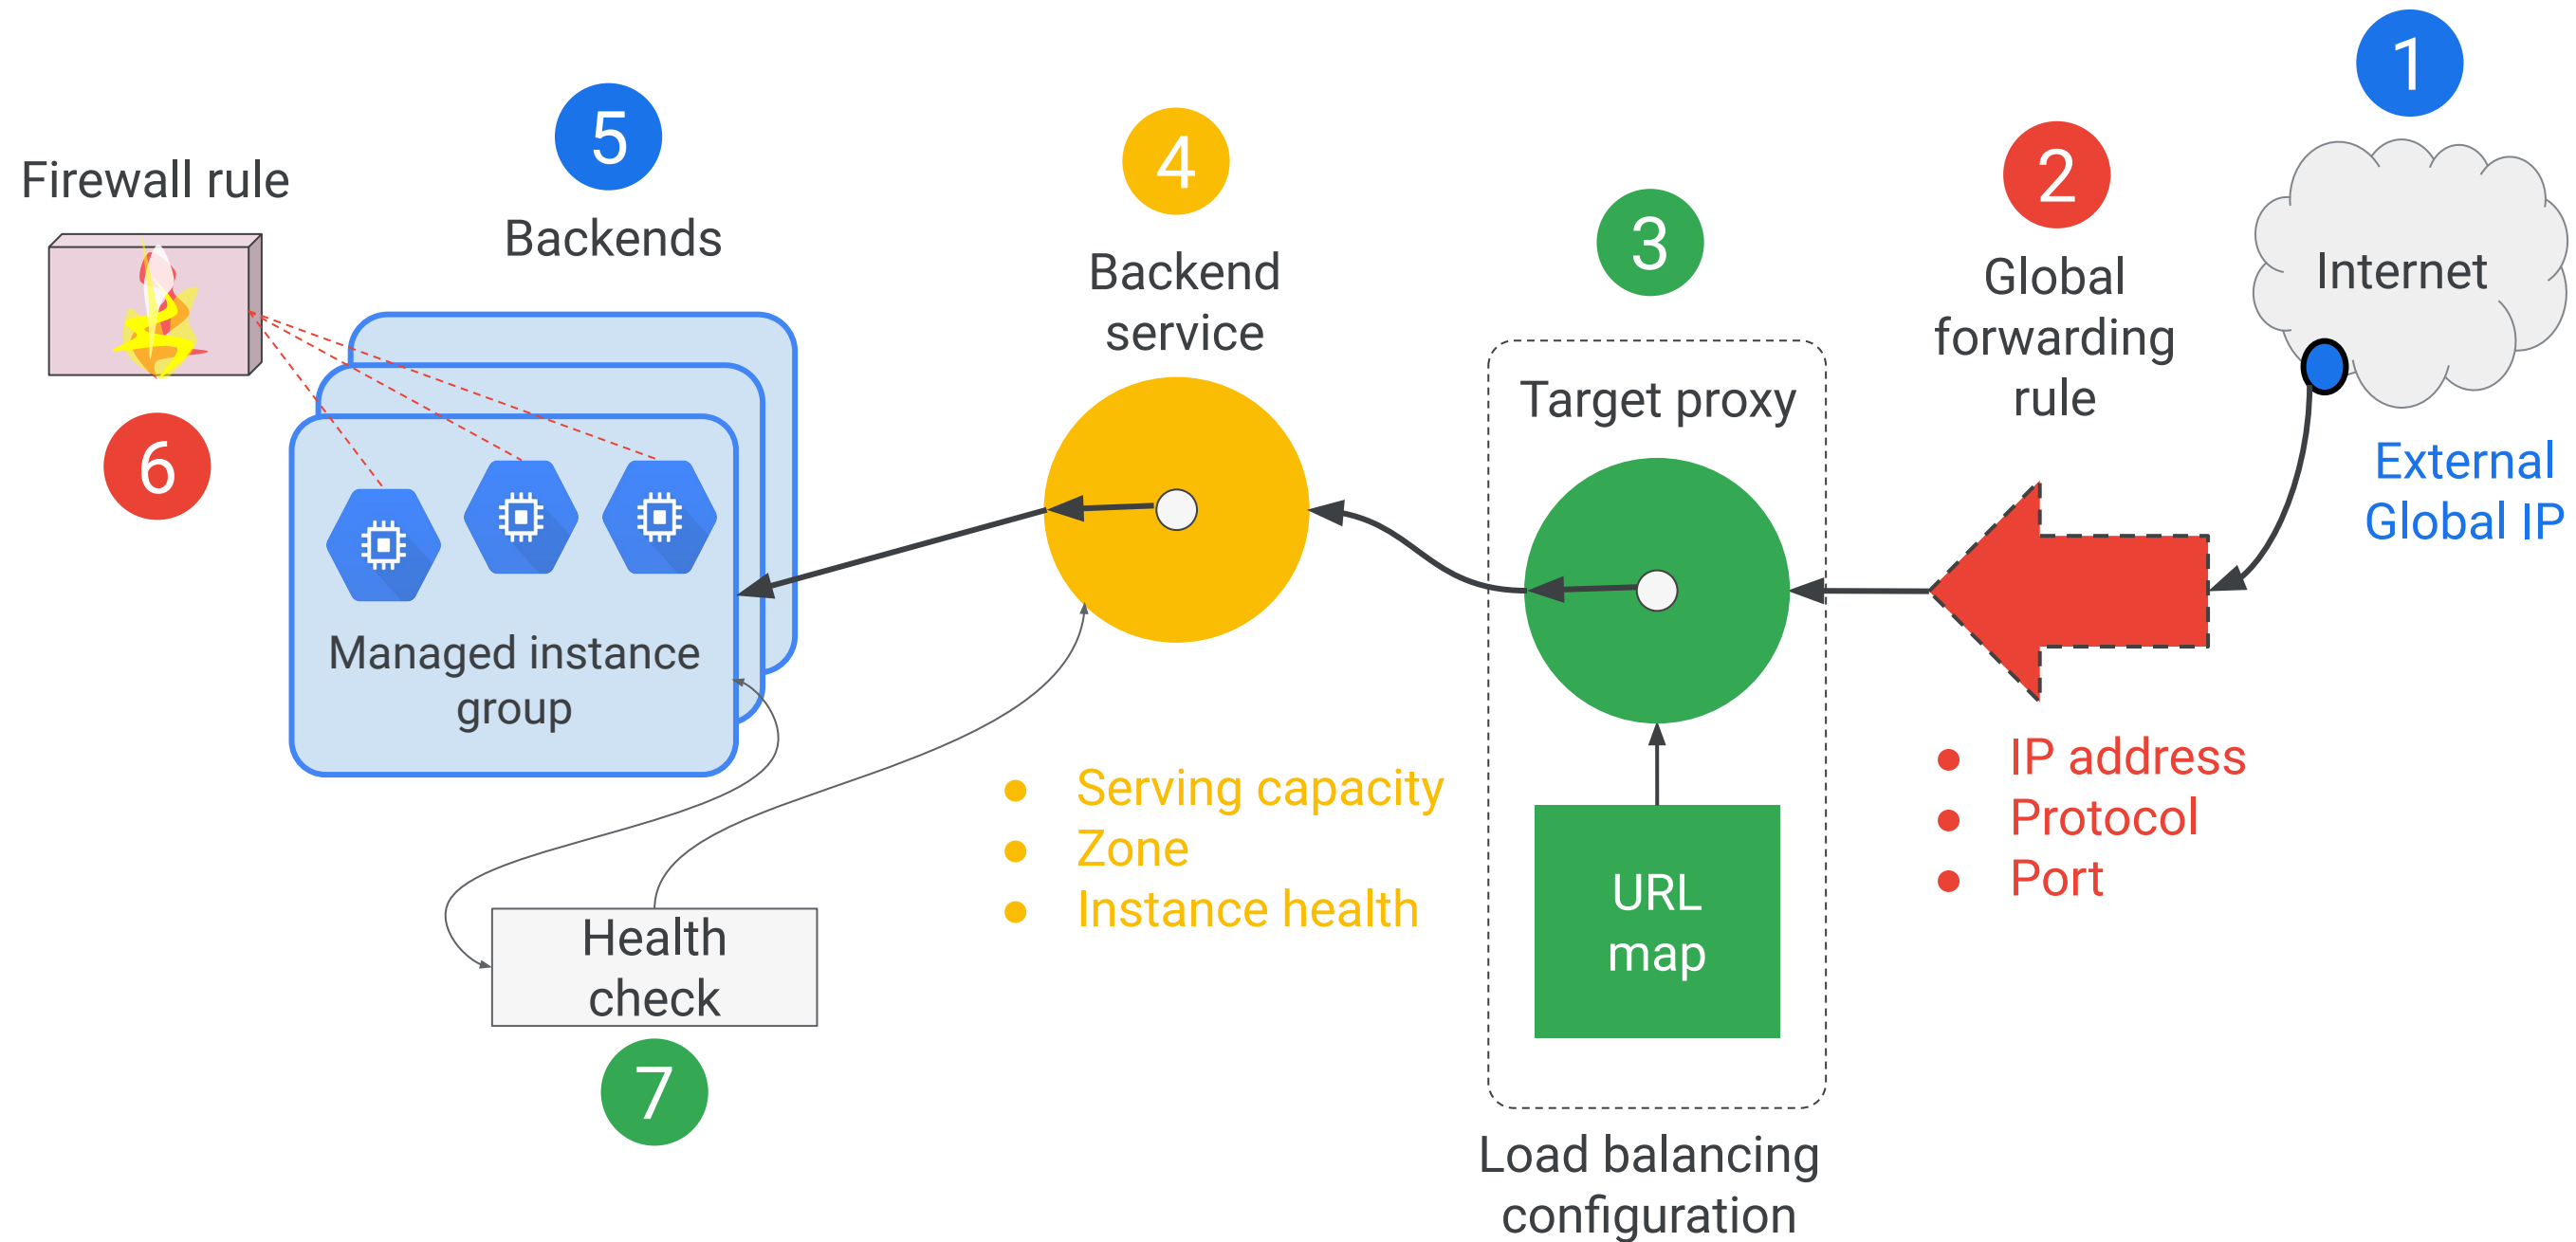 1
Internet
External
Global IP
2
Global
forwarding
rule
IP address
Protocol
Port
3
Target proxy
URL
map
Load balancing
configuration
4
Backend
service
Serving capacity
Zone
Instance health
5
Backends
Managed instance
group
Firewall rule
6
Health
check
7